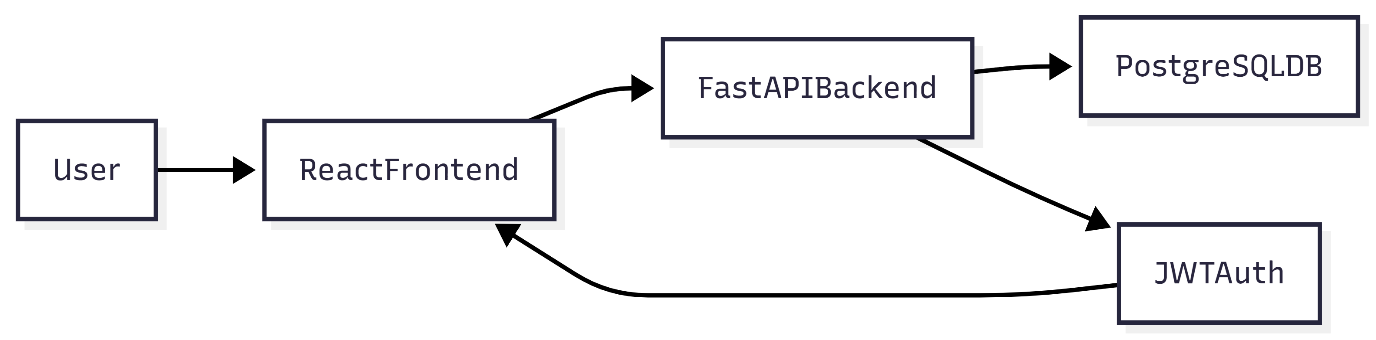 User
ReactFrontend
FastAPIBackend
PostgreSQLDB
JWTAuth